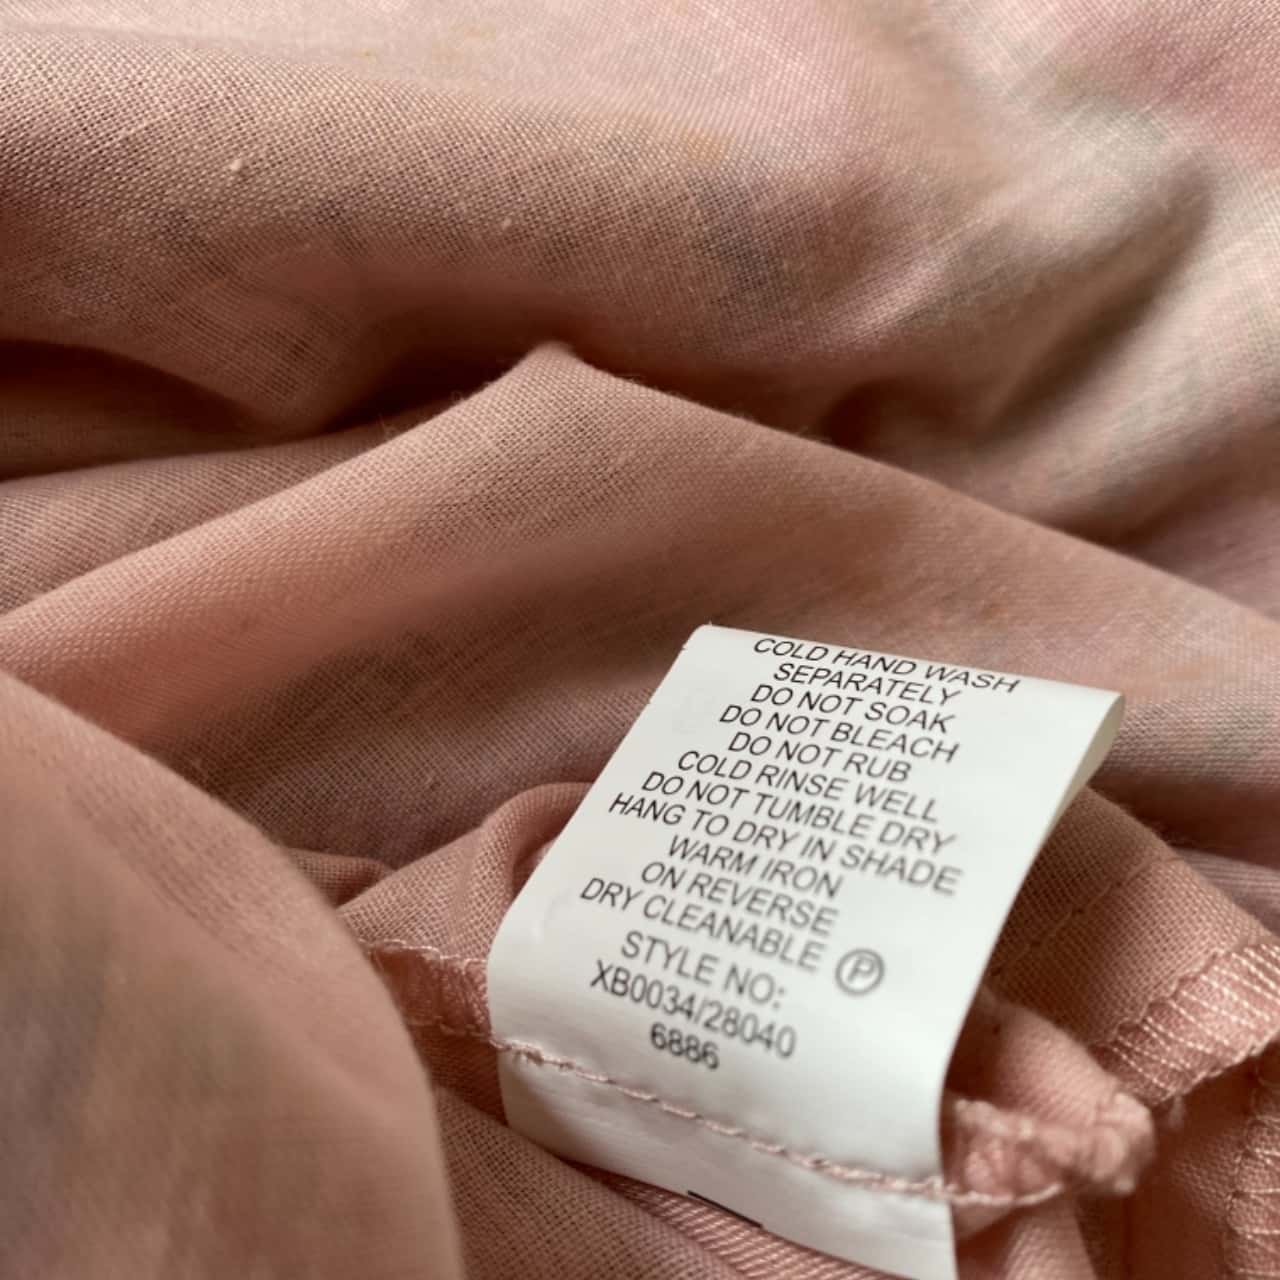 COLD HAND WASH
SEPARATELY
DO NOT SOAK
DO NOT BLEACH
DO NOT RUB
COLD RINSE WELL
DO NOT TUMBLE DRY
HANG TO DRY IN SHADE
WARM IRON
ON REVERSE
DRY CLEANABLE Ⓟ
STYLE NO:
XB0034/28040
6886